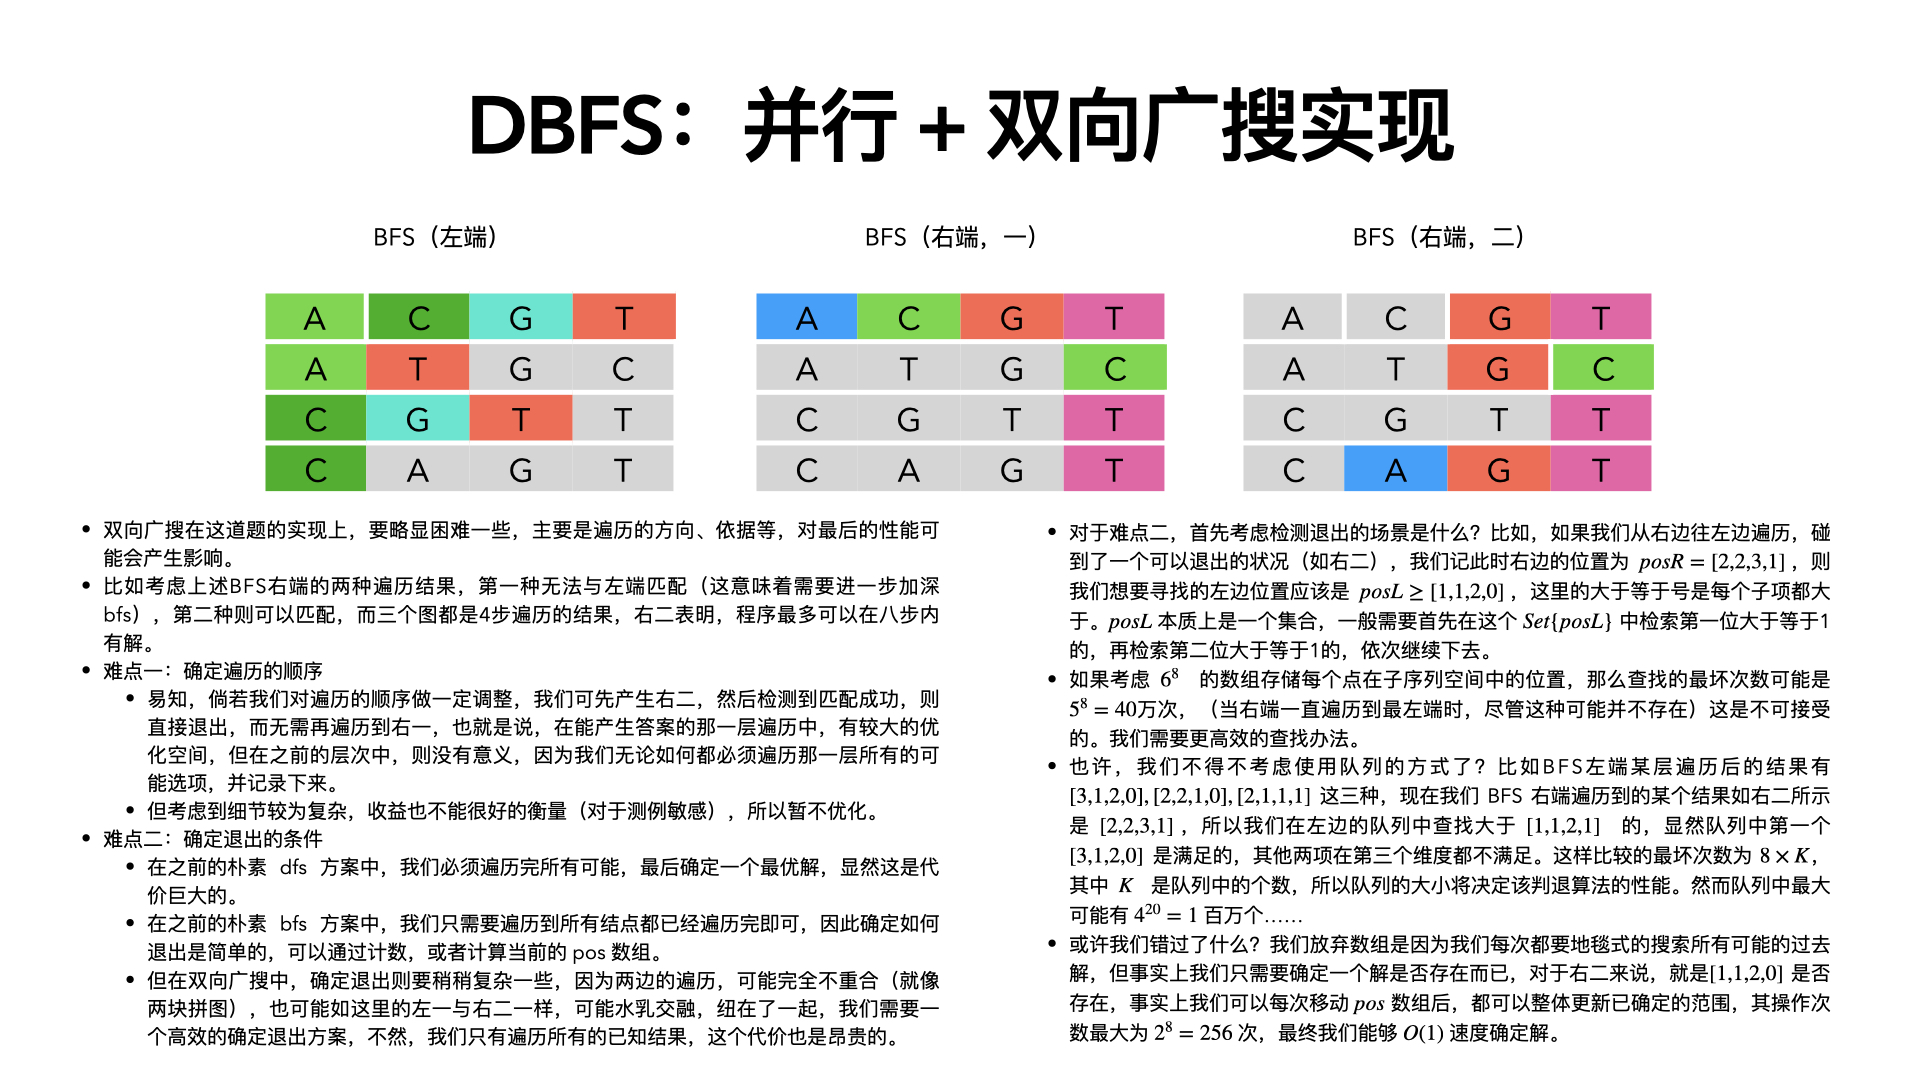 DBFS：并行 + 双向广搜实现
BFS（左端）
A C G T
A T G C
C G T T
C A G T
BFS（右端，一）
A C G T
A T G C
C G T T
C A G T
BFS（右端，二）
A C G T
A T G C
C G T T
C A G T
• 双向广搜在这道题的实现上，要略显困难一些，主要是遍历的方向、依据等，对最后的性能可
能会产生影响。
• 比如考虑上述BFS右端的两种遍历结果，第一种无法与左端匹配（这意味着需要进一步加深
bfs），第二种则可以匹配，而三个图都是4步遍历的结果，右二表明，程序最多可以在八步内
有解。
• 难点一：确定遍历的顺序
• 易知，倘若我们对遍历的顺序做一定调整，我们可先产生右二，然后检测到匹配成功，则
直接退出，而无需再遍历到右一，也就是说，在能产生答案的那一层遍历中，有较大的优
化空间，但在之前的层次中，则没有意义，因为我们无论如何都必须遍历那一层所有的可
能选项，并记录下来。
• 但考虑到细节较为复杂，收益也不能很好的衡量（对于测例敏感），所以暂不优化。
• 难点二：确定退出的条件
• 在之前的朴素 dfs 方案中，我们必须遍历完所有可能，最后确定一个最优解，显然这是代
价巨大的。
• 在之前的朴素 bfs 方案中，我们只需要遍历到所有结点都已经遍历完即可，因此确定如何
退出是简单的，可以通过计数，或者计算当前的 pos 数组。
• 但在双向广搜中，确定退出则要稍稍复杂一些，因为两边的遍历，可能完全不重合（就像
两块拼图），也可能如这里的左一与右二一样，可能水乳交融，纽在了一起，我们需要一
个高效的确定退出方案，不然，我们只有遍历所有的已知结果，这个代价也是昂贵的。
• 对于难点二，首先考虑检测退出的场景是什么？比如，如果我们从右边往左边遍历，碰
到了一个可以退出的状况（如右二），我们记此时右边的位置为 posR = [2,2,3,1]，则
我们想要寻找的左边位置应该是 posL ≥ [1,1,2,0]，这里的大于等于号是每个子项都大
于。posL 本质上是一个集合，一般需要首先在这个 Set{posL} 中检索第一位大于等于1
的，再检索第二位大于等于1的，依次继续下去。
• 如果考虑 6⁸ 的数组存储每个点在子序列空间中的位置，那么查找的最坏次数可能是
5⁸ = 40万次，（当右端一直遍历到最左端时，尽管这种可能并不存在）这是不可接受
的。我们需要更高效的查找办法。
• 也许，我们不得不考虑使用队列的方式了？比如BFS左端某层遍历后的结果有
[3,1,2,0], [2,2,1,0], [2,1,1,1] 这三种，现在我们 BFS 右端遍历到的某个结果如右二所示
是 [2,2,3,1]，所以我们在左边的队列中查找大于 [1,1,2,1] 的，显然队列中第一个
[3,1,2,0] 是满足的，其他两项在第三个维度都不满足。这样比较的最坏次数为 8 × K，
其中 K 是队列中的个数，所以队列的大小将决定该判退算法的性能。然而队列中最大
可能有 4²⁰ = 1 百万个……
• 或许我们错过了什么？我们放弃数组是因为我们每次都要地毯式的搜索所有可能的过去
解，但事实上我们只需要确定一个解是否存在而已，对于右二来说，就是[1,1,2,0] 是否
存在，事实上我们可以每次移动 pos 数组后，都可以整体更新已确定的范围，其操作次
数最大为 2⁸ = 256 次，最终我们能够 O(1) 速度确定解。